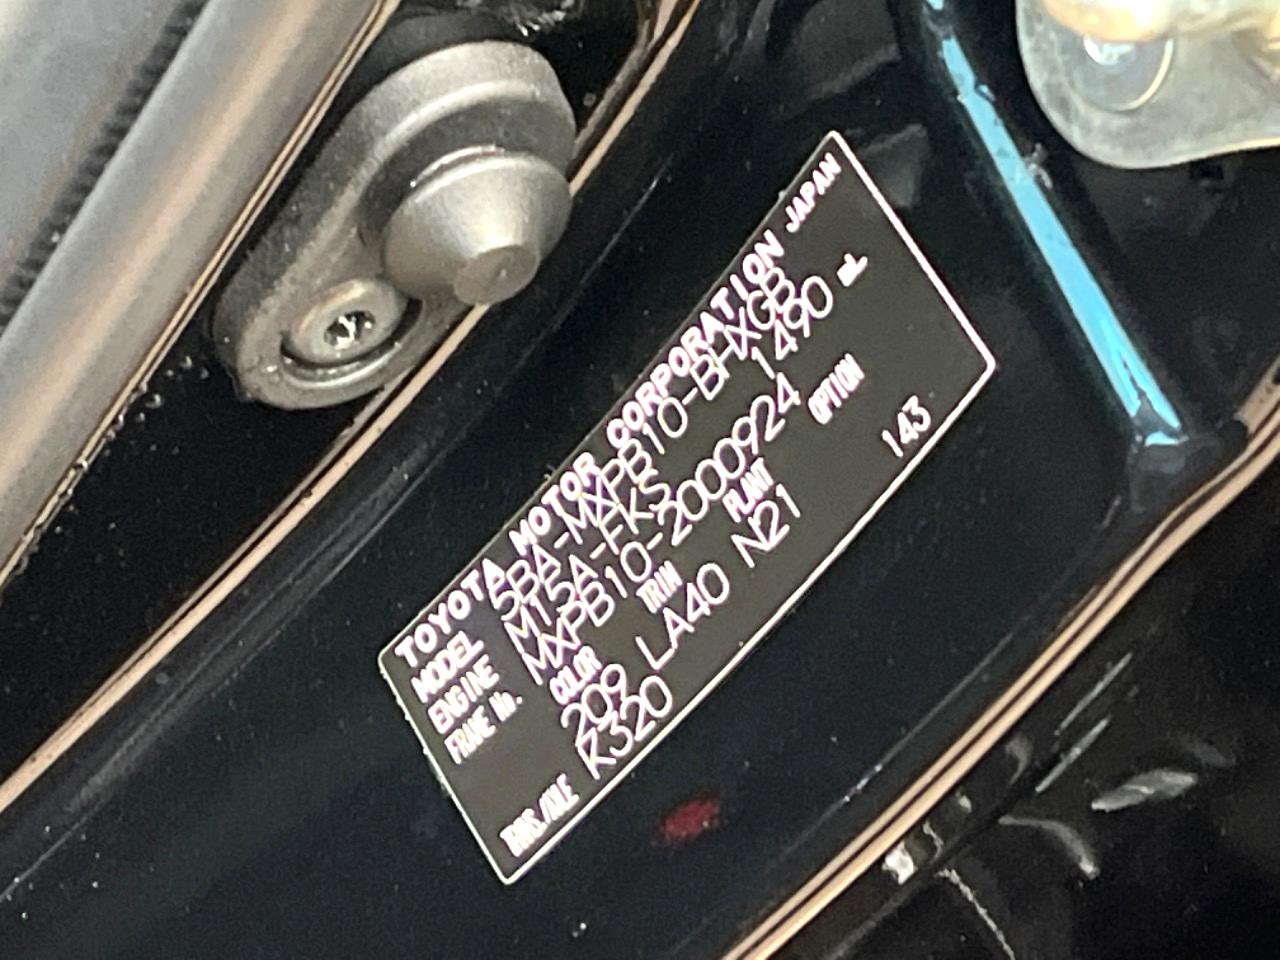 TOYOTA MOTOR CORPORATION JAPAN
MODEL 5BA-MXPB10-BHXGB
ENGINE M15A-FKS 1490 mL
FRAME No. MXPB10-2000924
COLOR TRIM PLANT OPTION
209 LA40 N21 143
TRANS./AXLE K320